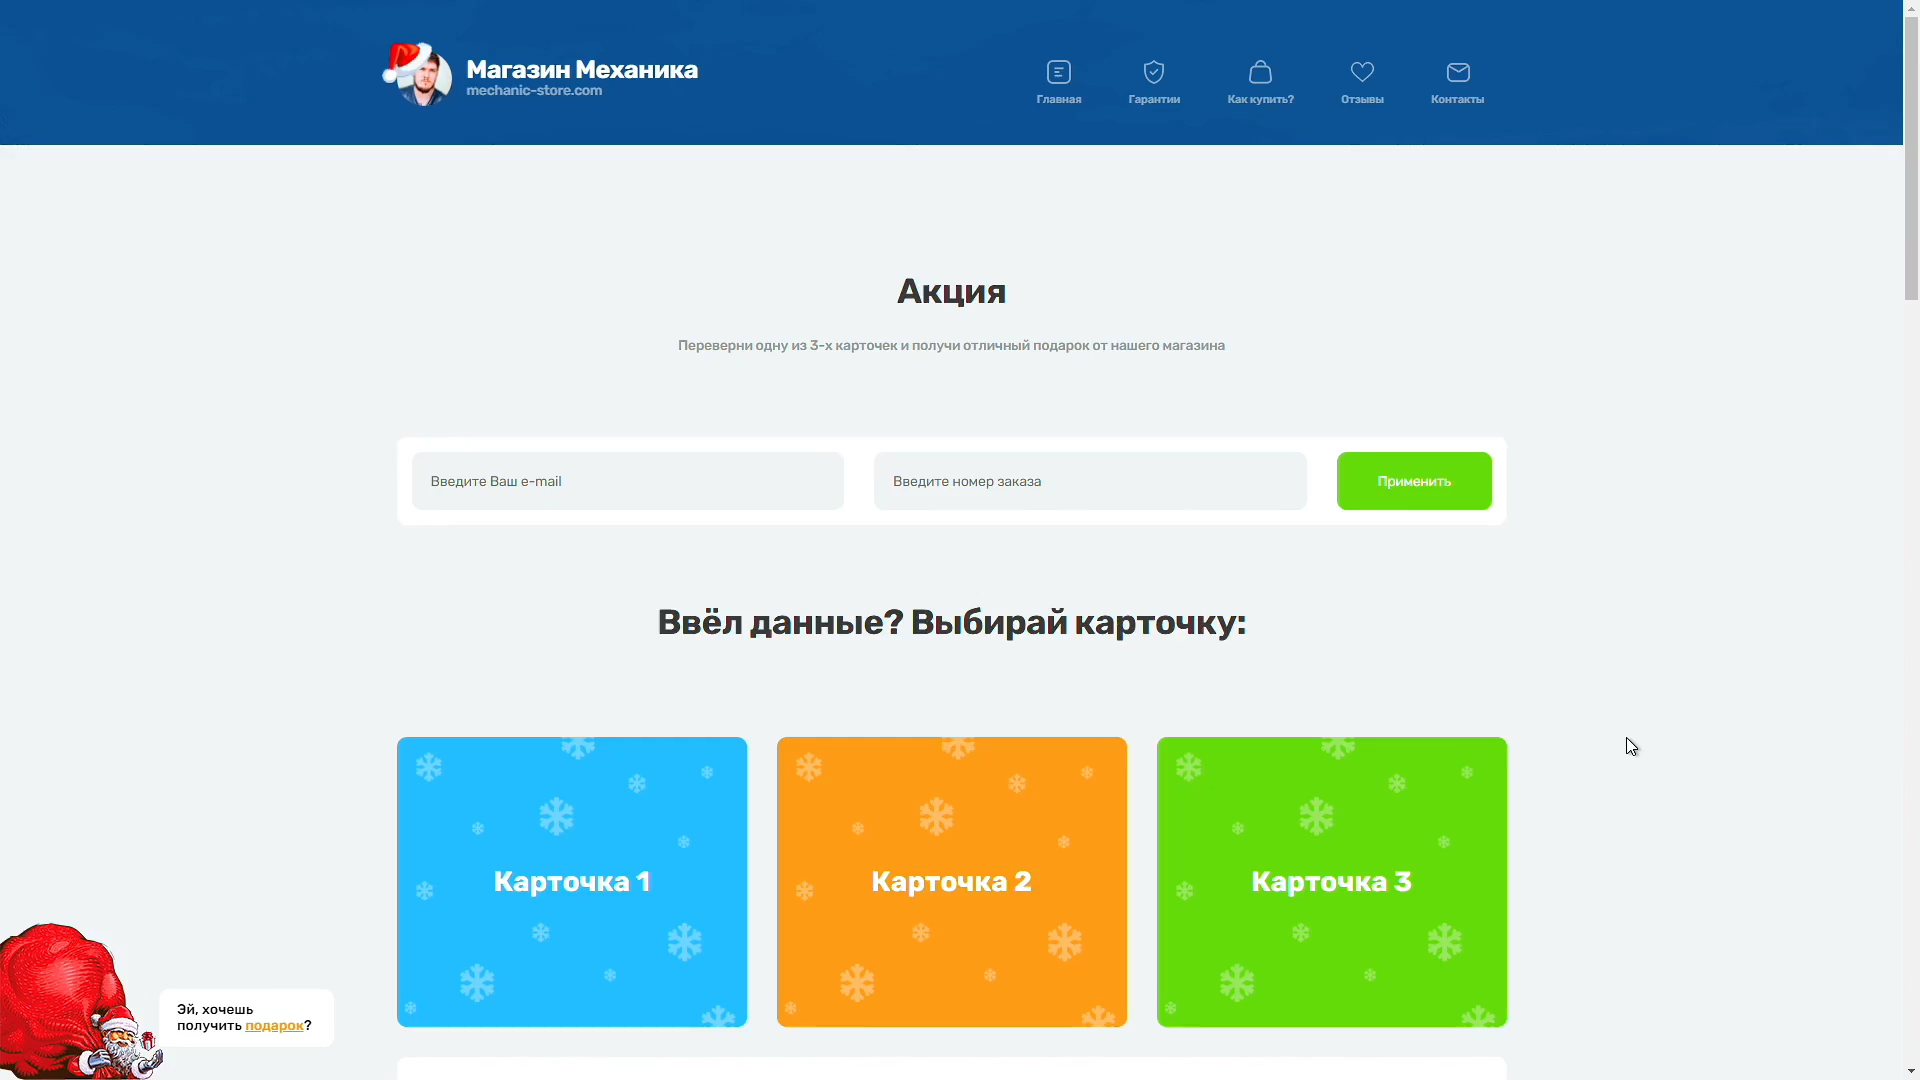 Магазин Механика
mechanic-store.com
Главная
Гарантии
Как купить?
Отзывы
Контакты
Акция
Переверни одну из 3-х карточек и получи отличный подарок от нашего магазина
Введите Ваш e-mail
Введите номер заказа
Применить
Ввёл данные? Выбирай карточку:
Карточка 1
Карточка 2
Карточка 3
Эй, хочешь
получить подарок?